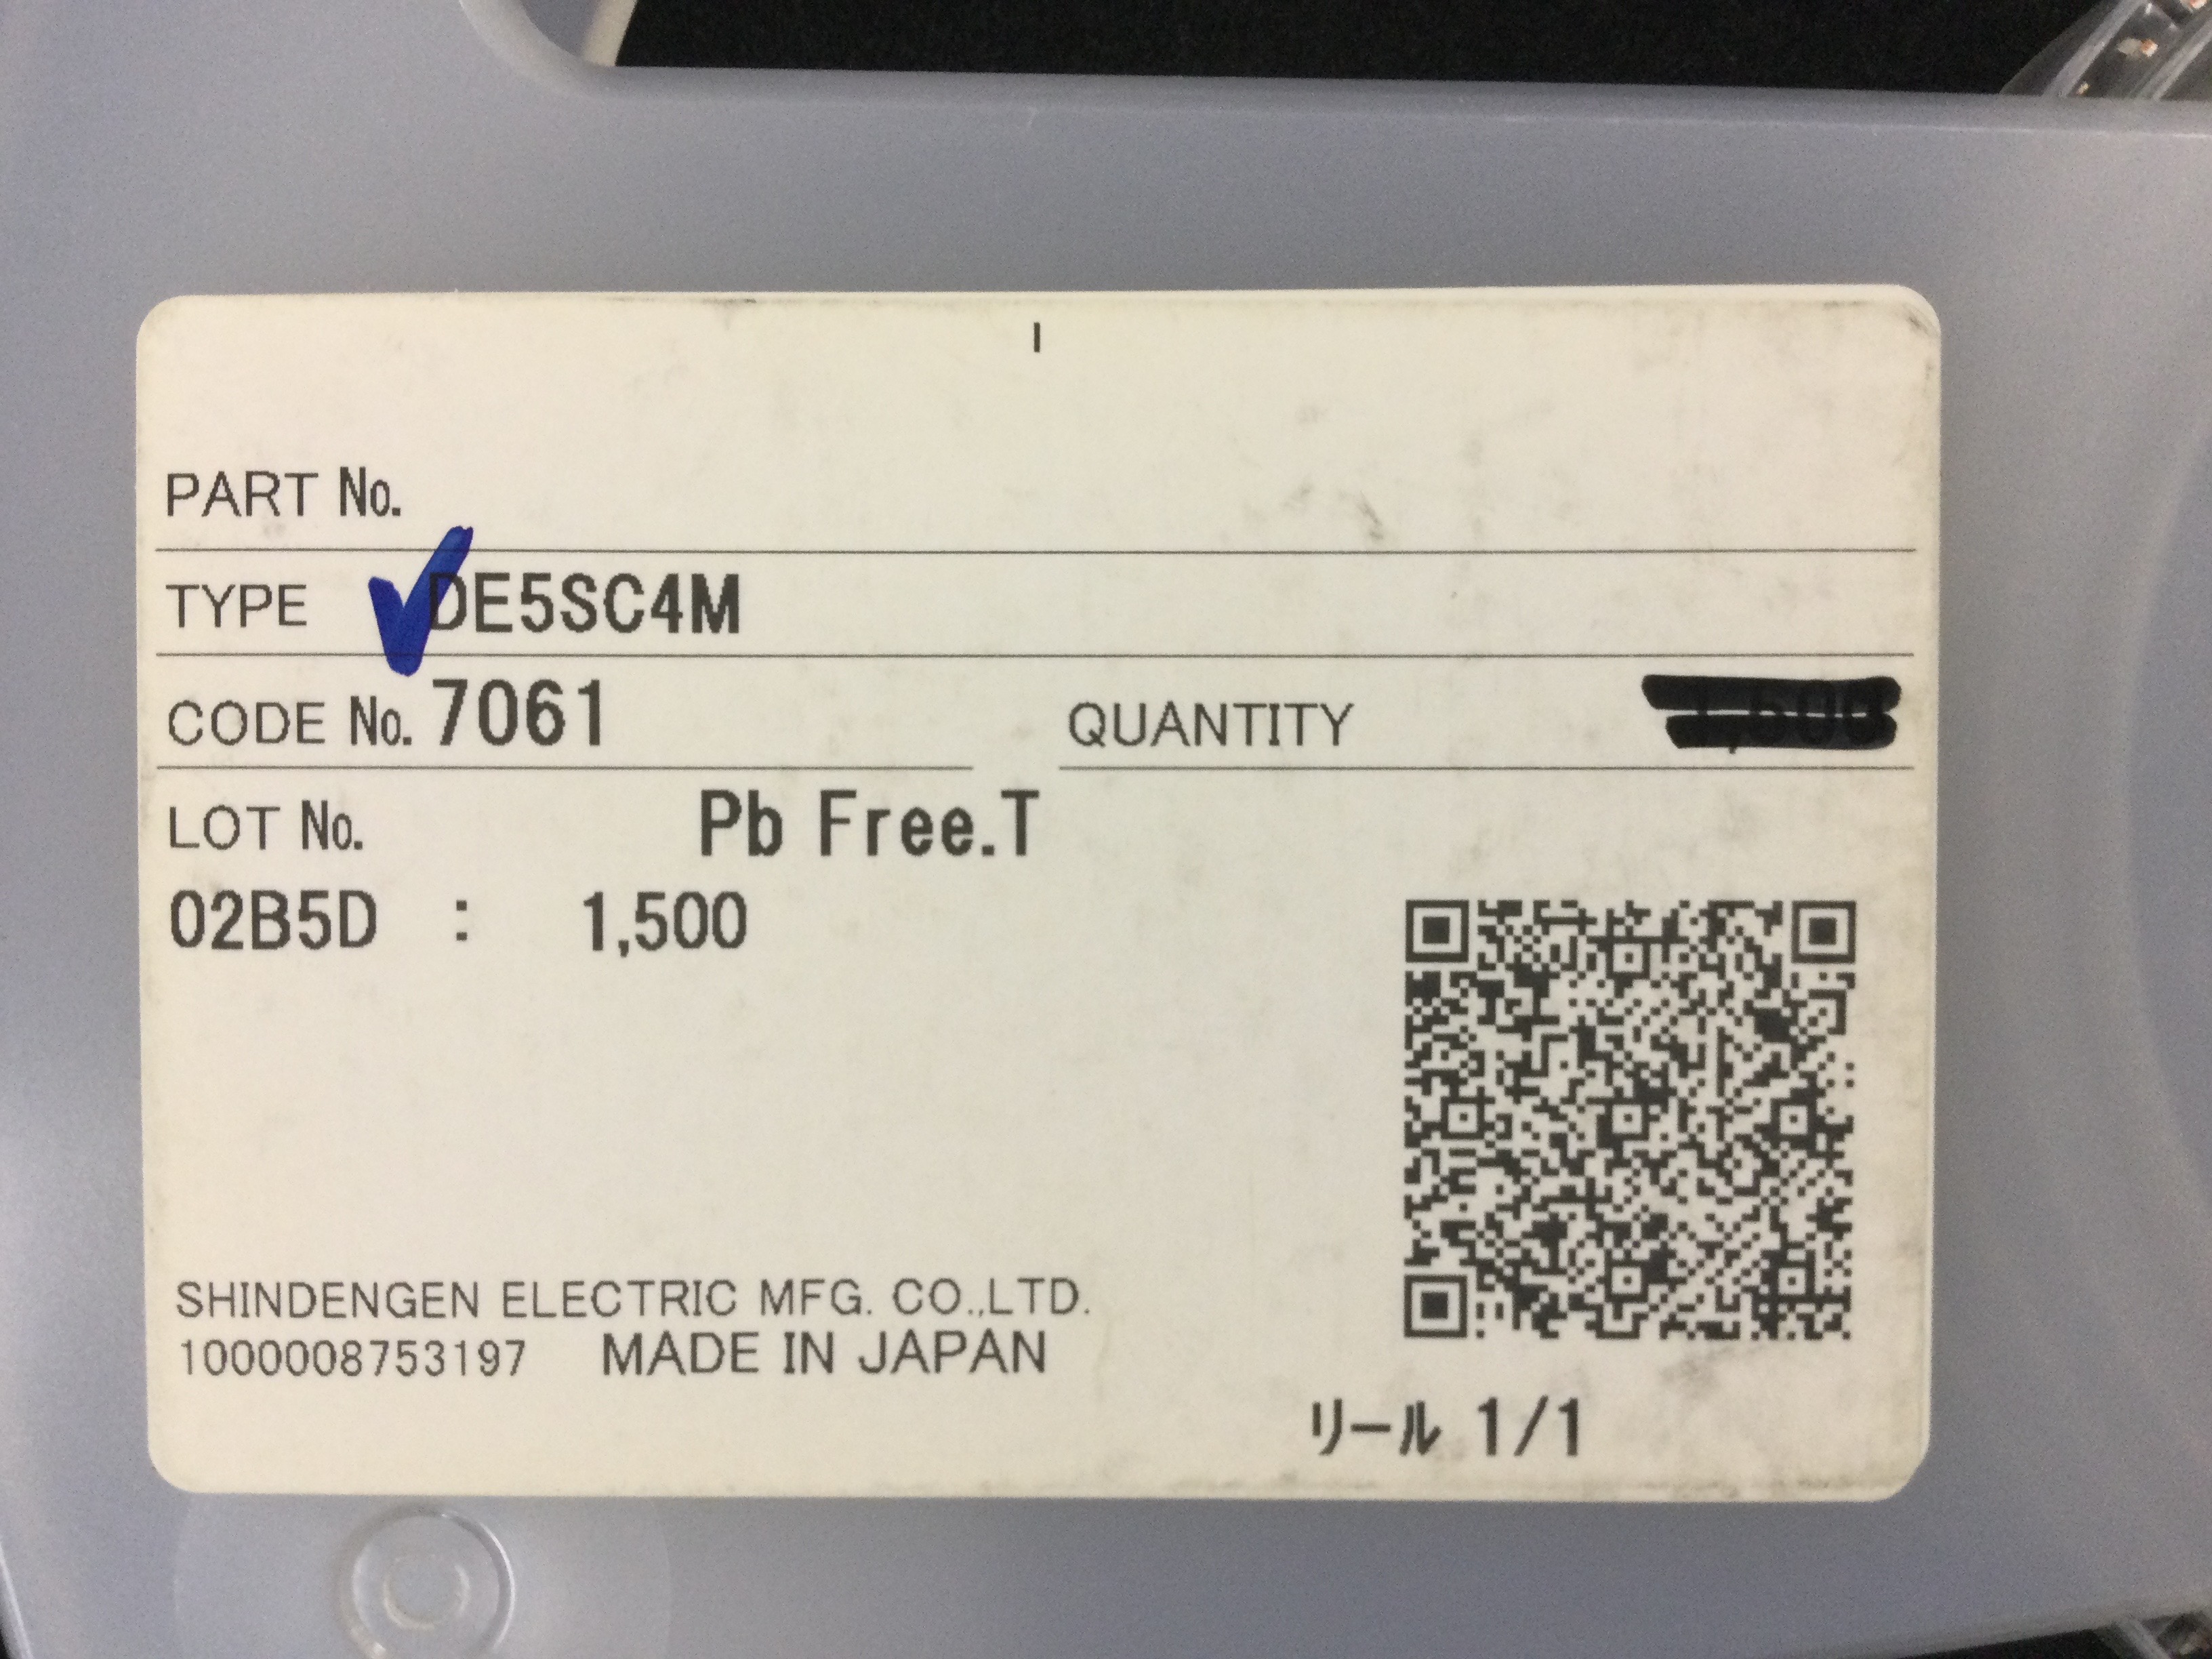 PART No.
TYPE DE5SC4M
CODE No. 7061 QUANTITY
LOT No. Pb Free.T
02B5D : 1,500
SHINDENGEN ELECTRIC MFG. CO.,LTD.
1000008753197 MADE IN JAPAN
リール 1/1